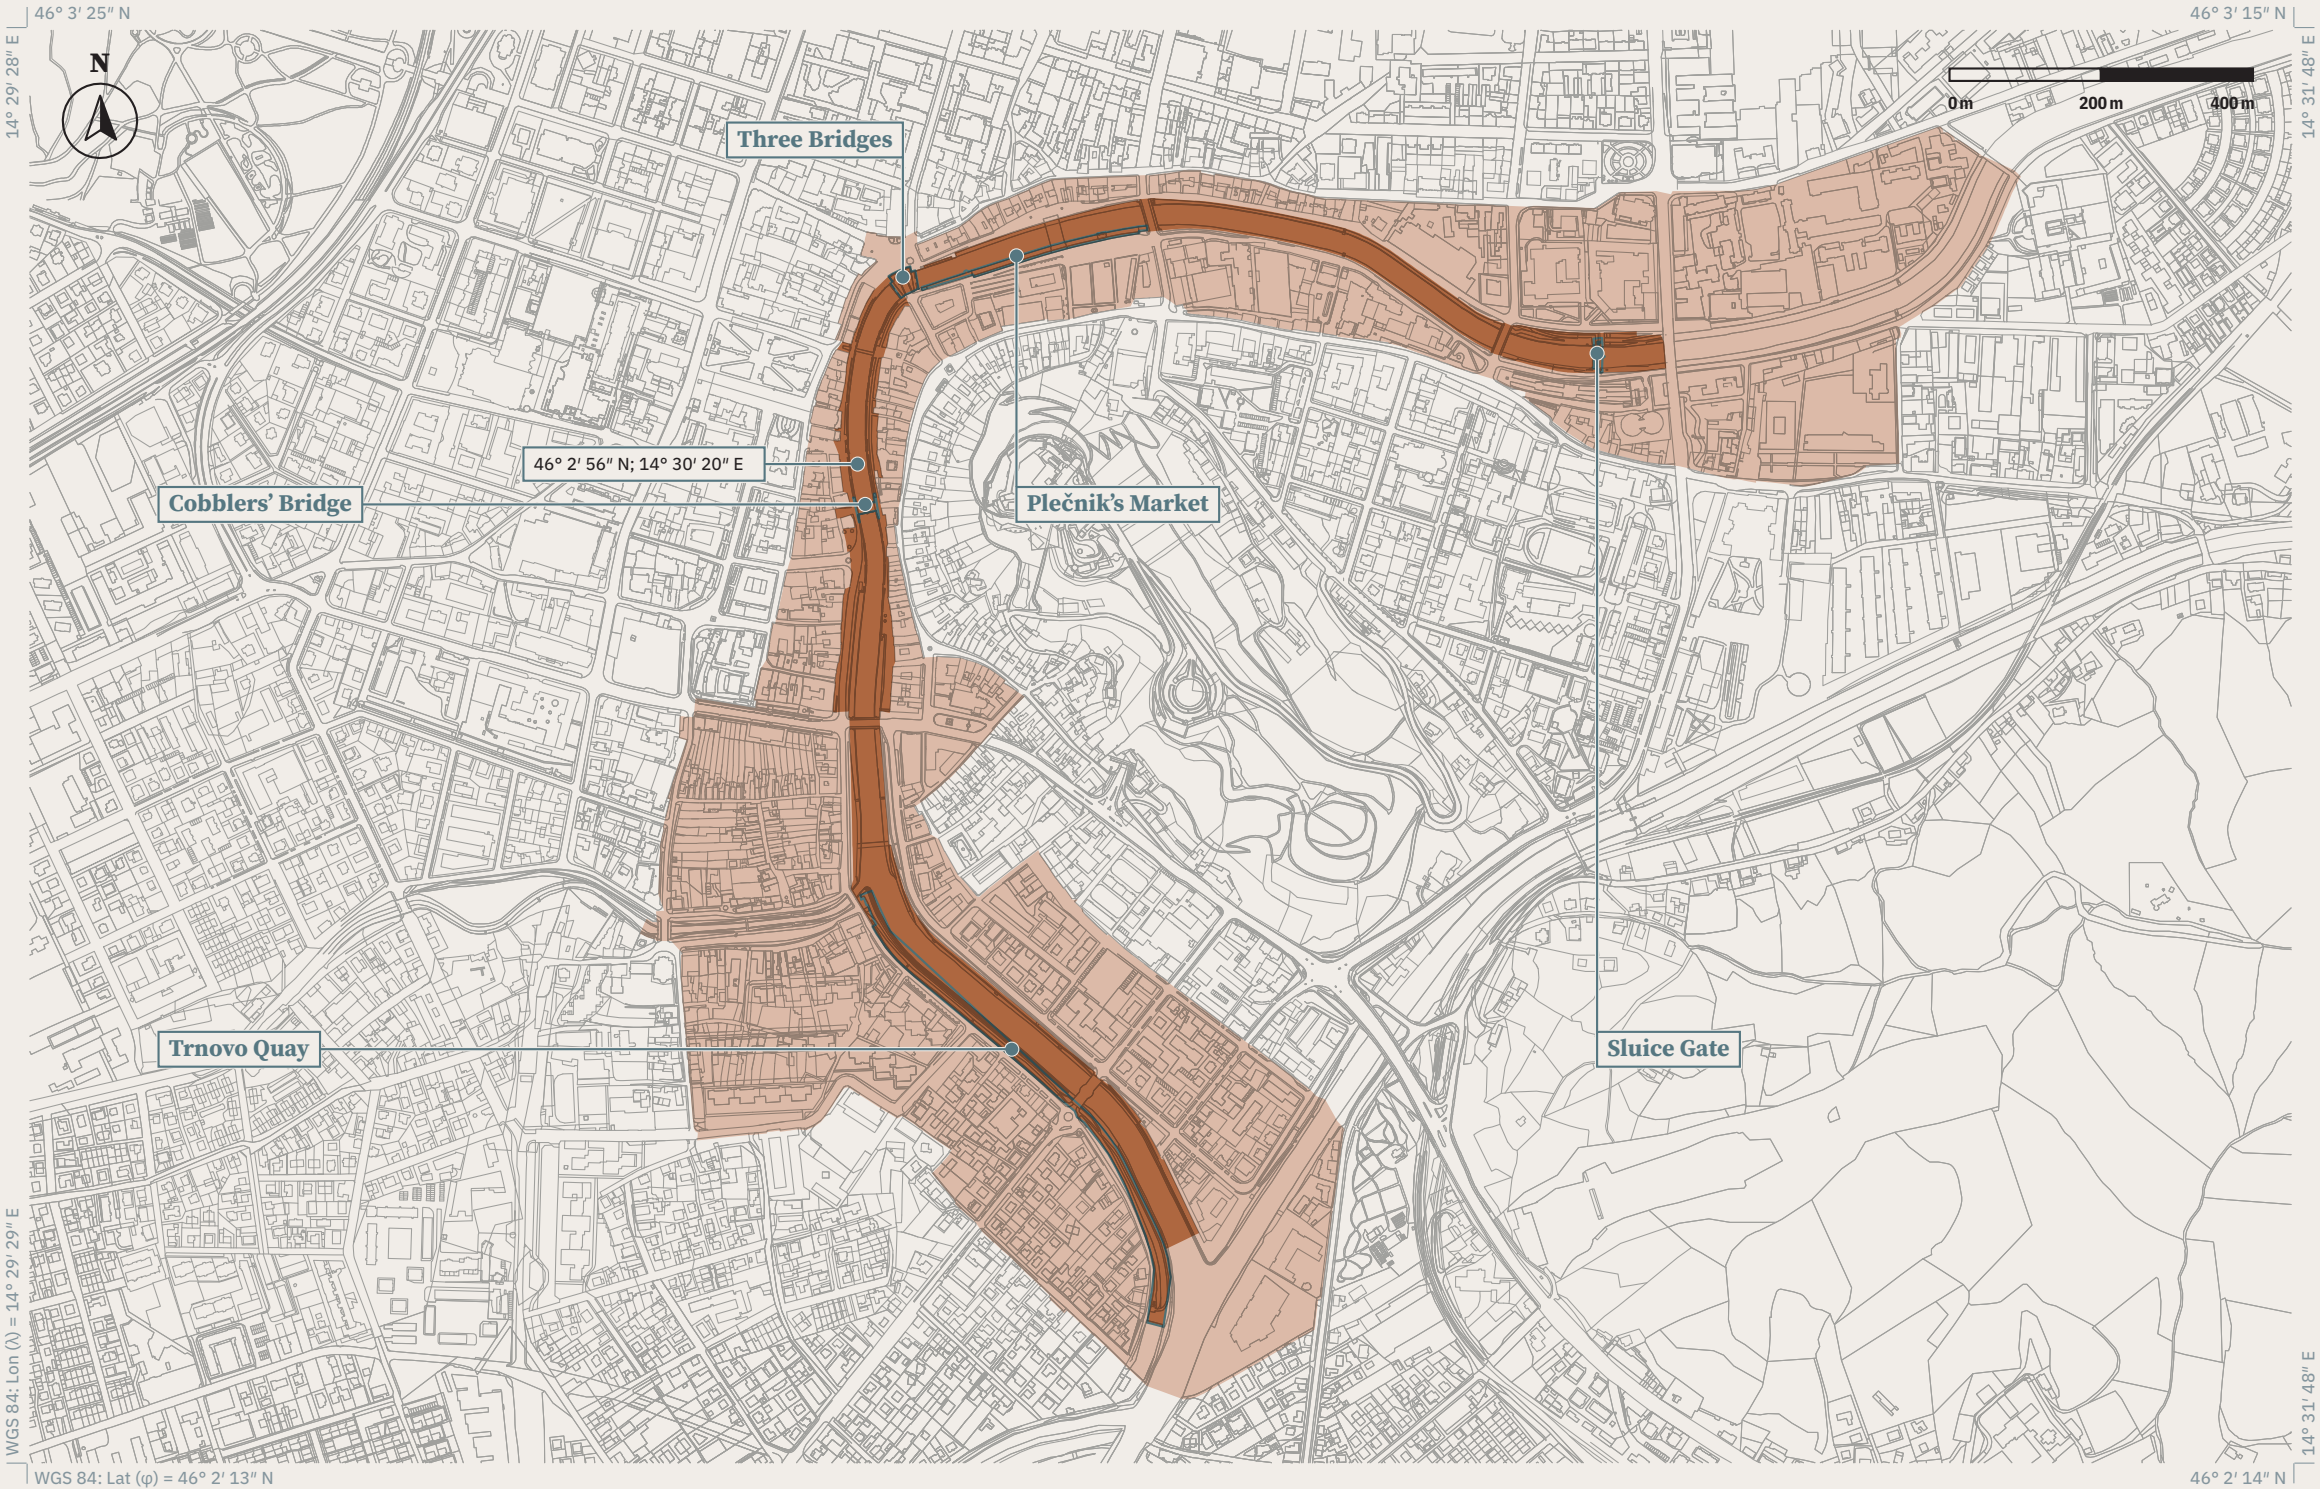 46° 3′ 25″ N
46° 3′ 15″ N
14° 29′ 28″ E
14° 31′ 48″ E
N
0 m 200 m 400 m
Three Bridges
46° 2′ 56″ N; 14° 30′ 20″ E
Cobblers’ Bridge
Plečnik’s Market
Trnovo Quay
Sluice Gate
WGS 84: Lon (λ) = 14° 29′ 29″ E
14° 31′ 48″ E
WGS 84: Lat (φ) = 46° 2′ 13″ N
46° 2′ 14″ N